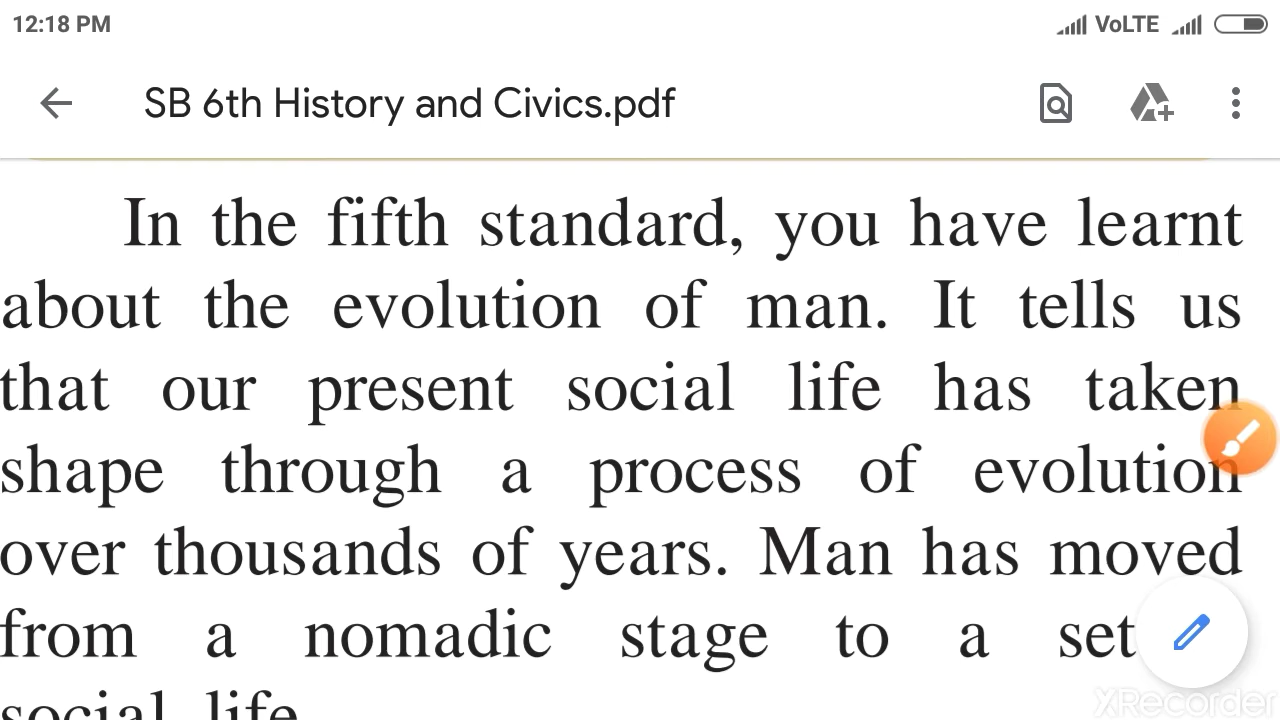 12:18 PM VoLTE
SB 6th History and Civics.pdf
In the fifth standard, you have learnt
about the evolution of man. It tells us
that our present social life has taken
shape through a process of evolution
over thousands of years. Man has moved
from a nomadic stage to a set
social life
XRecorder